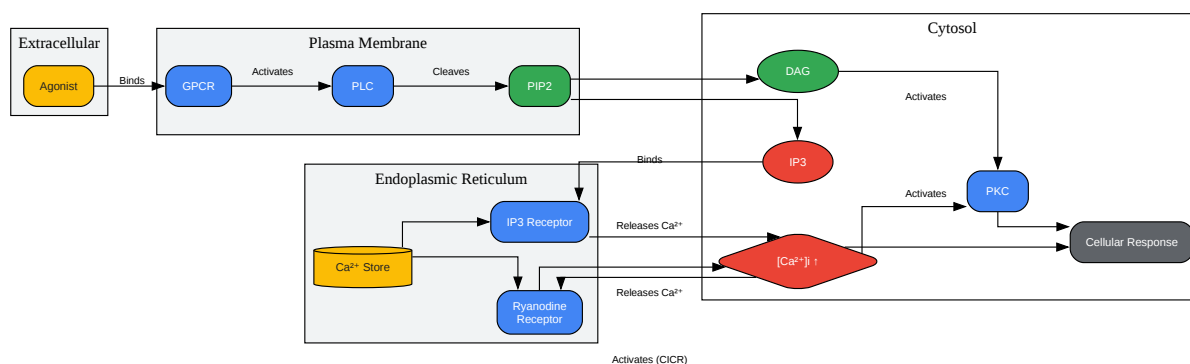 Cytosol
Extracellular
Plasma Membrane
DAG
Agonist
Binds
GPCR
Activates
PLC
Cleaves
PIP2
Activates
Binds
IP3
Endoplasmic Reticulum
PKC
Activates
IP3 Receptor
Releases Ca²⁺
Cellular Response
Ca²⁺ Store
[Ca²⁺]i ↑
Releases Ca²⁺
Ryanodine
Receptor
Activates (CICR)